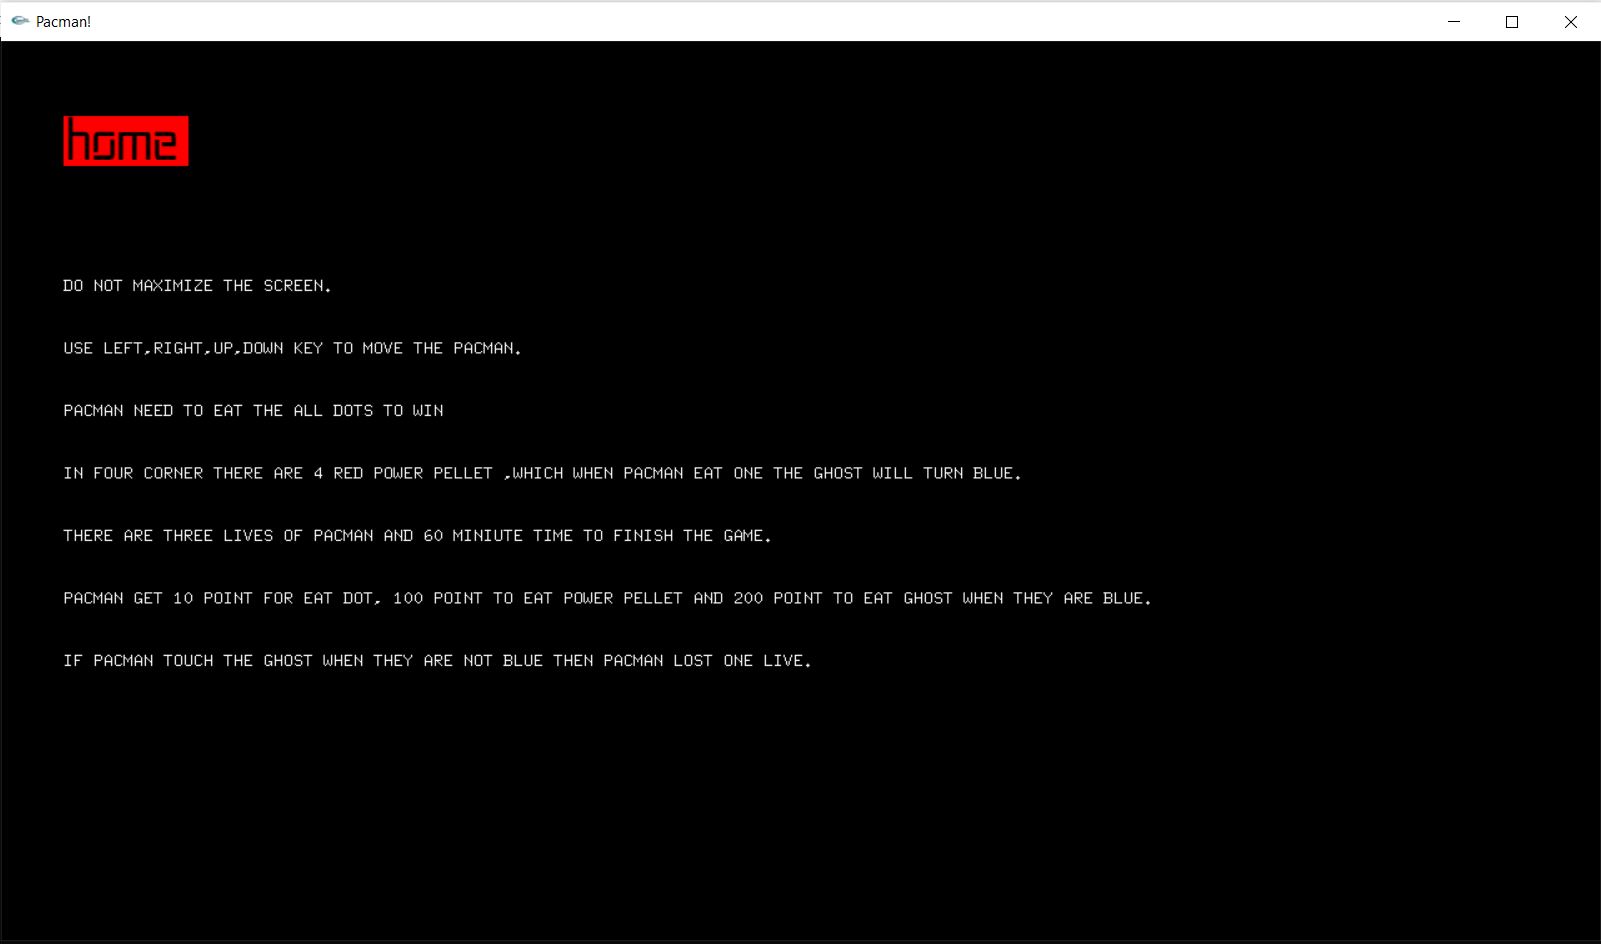 Pacman!
home
DO NOT MAXIMIZE THE SCREEN.
USE LEFT,RIGHT,UP,DOWN KEY TO MOVE THE PACMAN.
PACMAN NEED TO EAT THE ALL DOTS TO WIN
IN FOUR CORNER THERE ARE 4 RED POWER PELLET ,WHICH WHEN PACMAN EAT ONE THE GHOST WILL TURN BLUE.
THERE ARE THREE LIVES OF PACMAN AND 60 MINIUTE TIME TO FINISH THE GAME.
PACMAN GET 10 POINT FOR EAT DOT, 100 POINT TO EAT POWER PELLET AND 200 POINT TO EAT GHOST WHEN THEY ARE BLUE.
IF PACMAN TOUCH THE GHOST WHEN THEY ARE NOT BLUE THEN PACMAN LOST ONE LIVE.